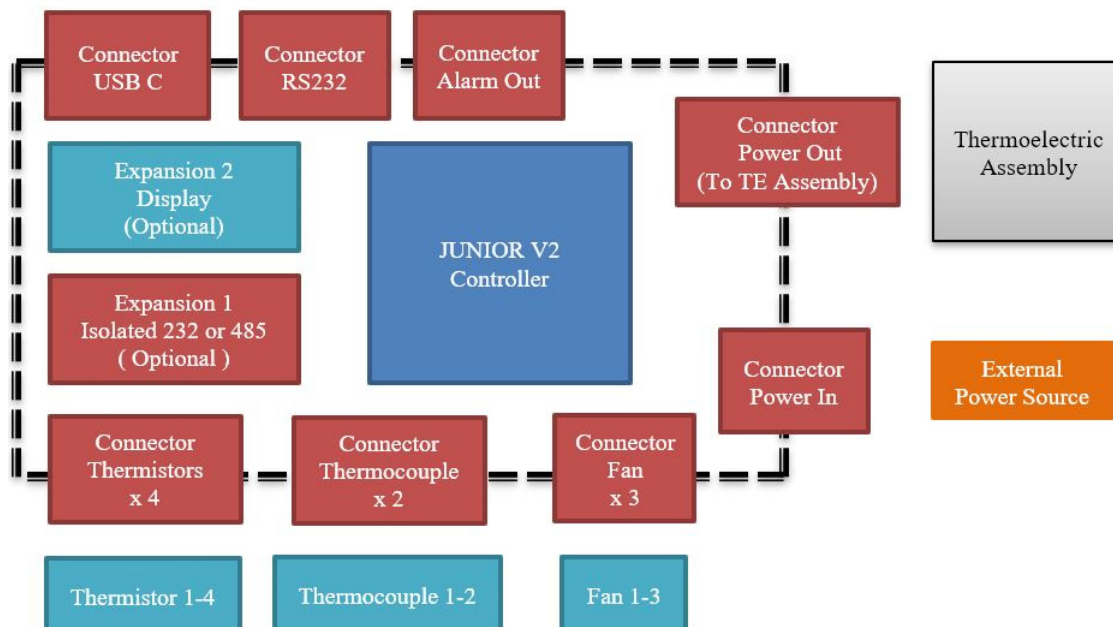 Connector
USB C
Connector
RS232
Connector
Alarm Out
Connector
Power Out
(To TE Assembly)
Thermoelectric
Assembly
Expansion 2
Display
(Optional)
JUNIOR V2
Controller
Expansion 1
Isolated 232 or 485
( Optional )
Connector
Power In
External
Power Source
Connector
Thermistors
x 4
Connector
Thermocouple
x 2
Connector
Fan
x 3
Thermistor 1-4
Thermocouple 1-2
Fan 1-3